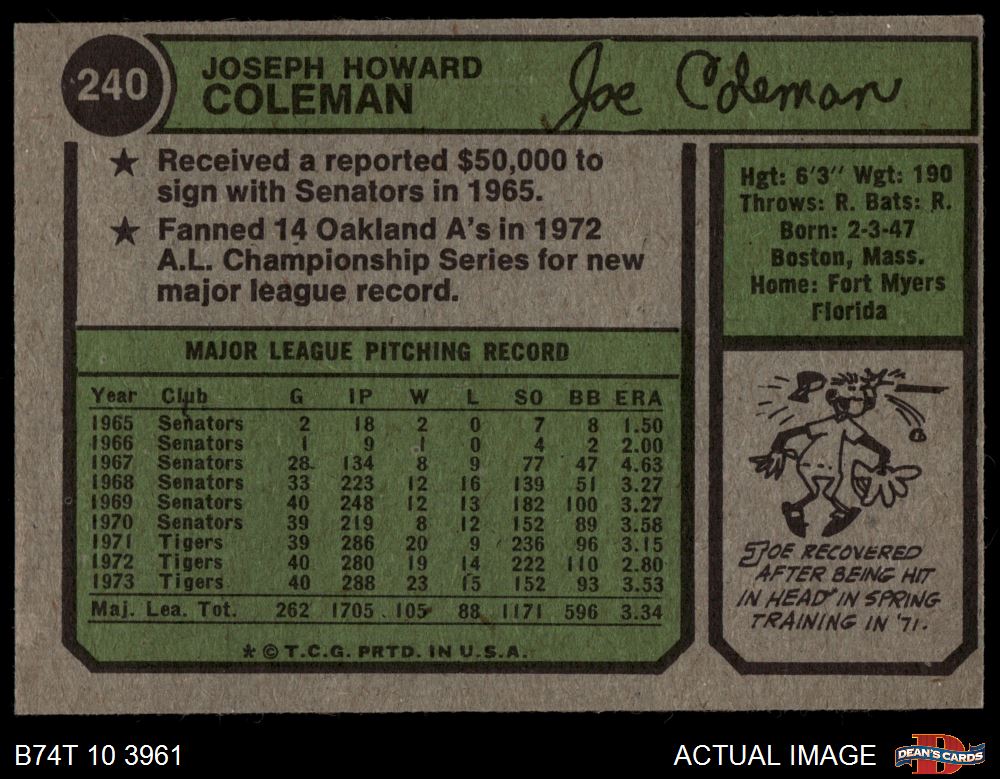 240
JOSEPH HOWARD
COLEMAN
Joe Coleman
★ Received a reported $50,000 to
sign with Senators in 1965.
★ Fanned 14 Oakland A's in 1972
A.L. Championship Series for new
major league record.
Hgt: 6'3" Wgt: 190
Throws: R. Bats: R.
Born: 2-3-47
Boston, Mass.
Home: Fort Myers
Florida
MAJOR LEAGUE PITCHING RECORD
Year Club G IP W L SO BB ERA
1965 Senators 2 18 2 0 7 8 1.50
1966 Senators 1 9 1 0 4 2 2.00
1967 Senators 28 134 8 9 77 47 4.63
1968 Senators 33 223 12 16 139 51 3.27
1969 Senators 40 248 12 13 182 100 3.27
1970 Senators 39 219 8 12 152 89 3.58
1971 Tigers 39 286 20 9 236 96 3.15
1972 Tigers 40 280 19 14 222 110 2.80
1973 Tigers 40 288 23 15 152 93 3.53
Maj. Lea. Tot. 262 1705 105 88 1171 596 3.34
* © T.C.G. PRTD. IN U.S.A.
JOE RECOVERED
AFTER BEING HIT
IN HEAD IN SPRING
TRAINING IN '71.
B74T 10 3961
ACTUAL IMAGE
DEAN'S CARDS